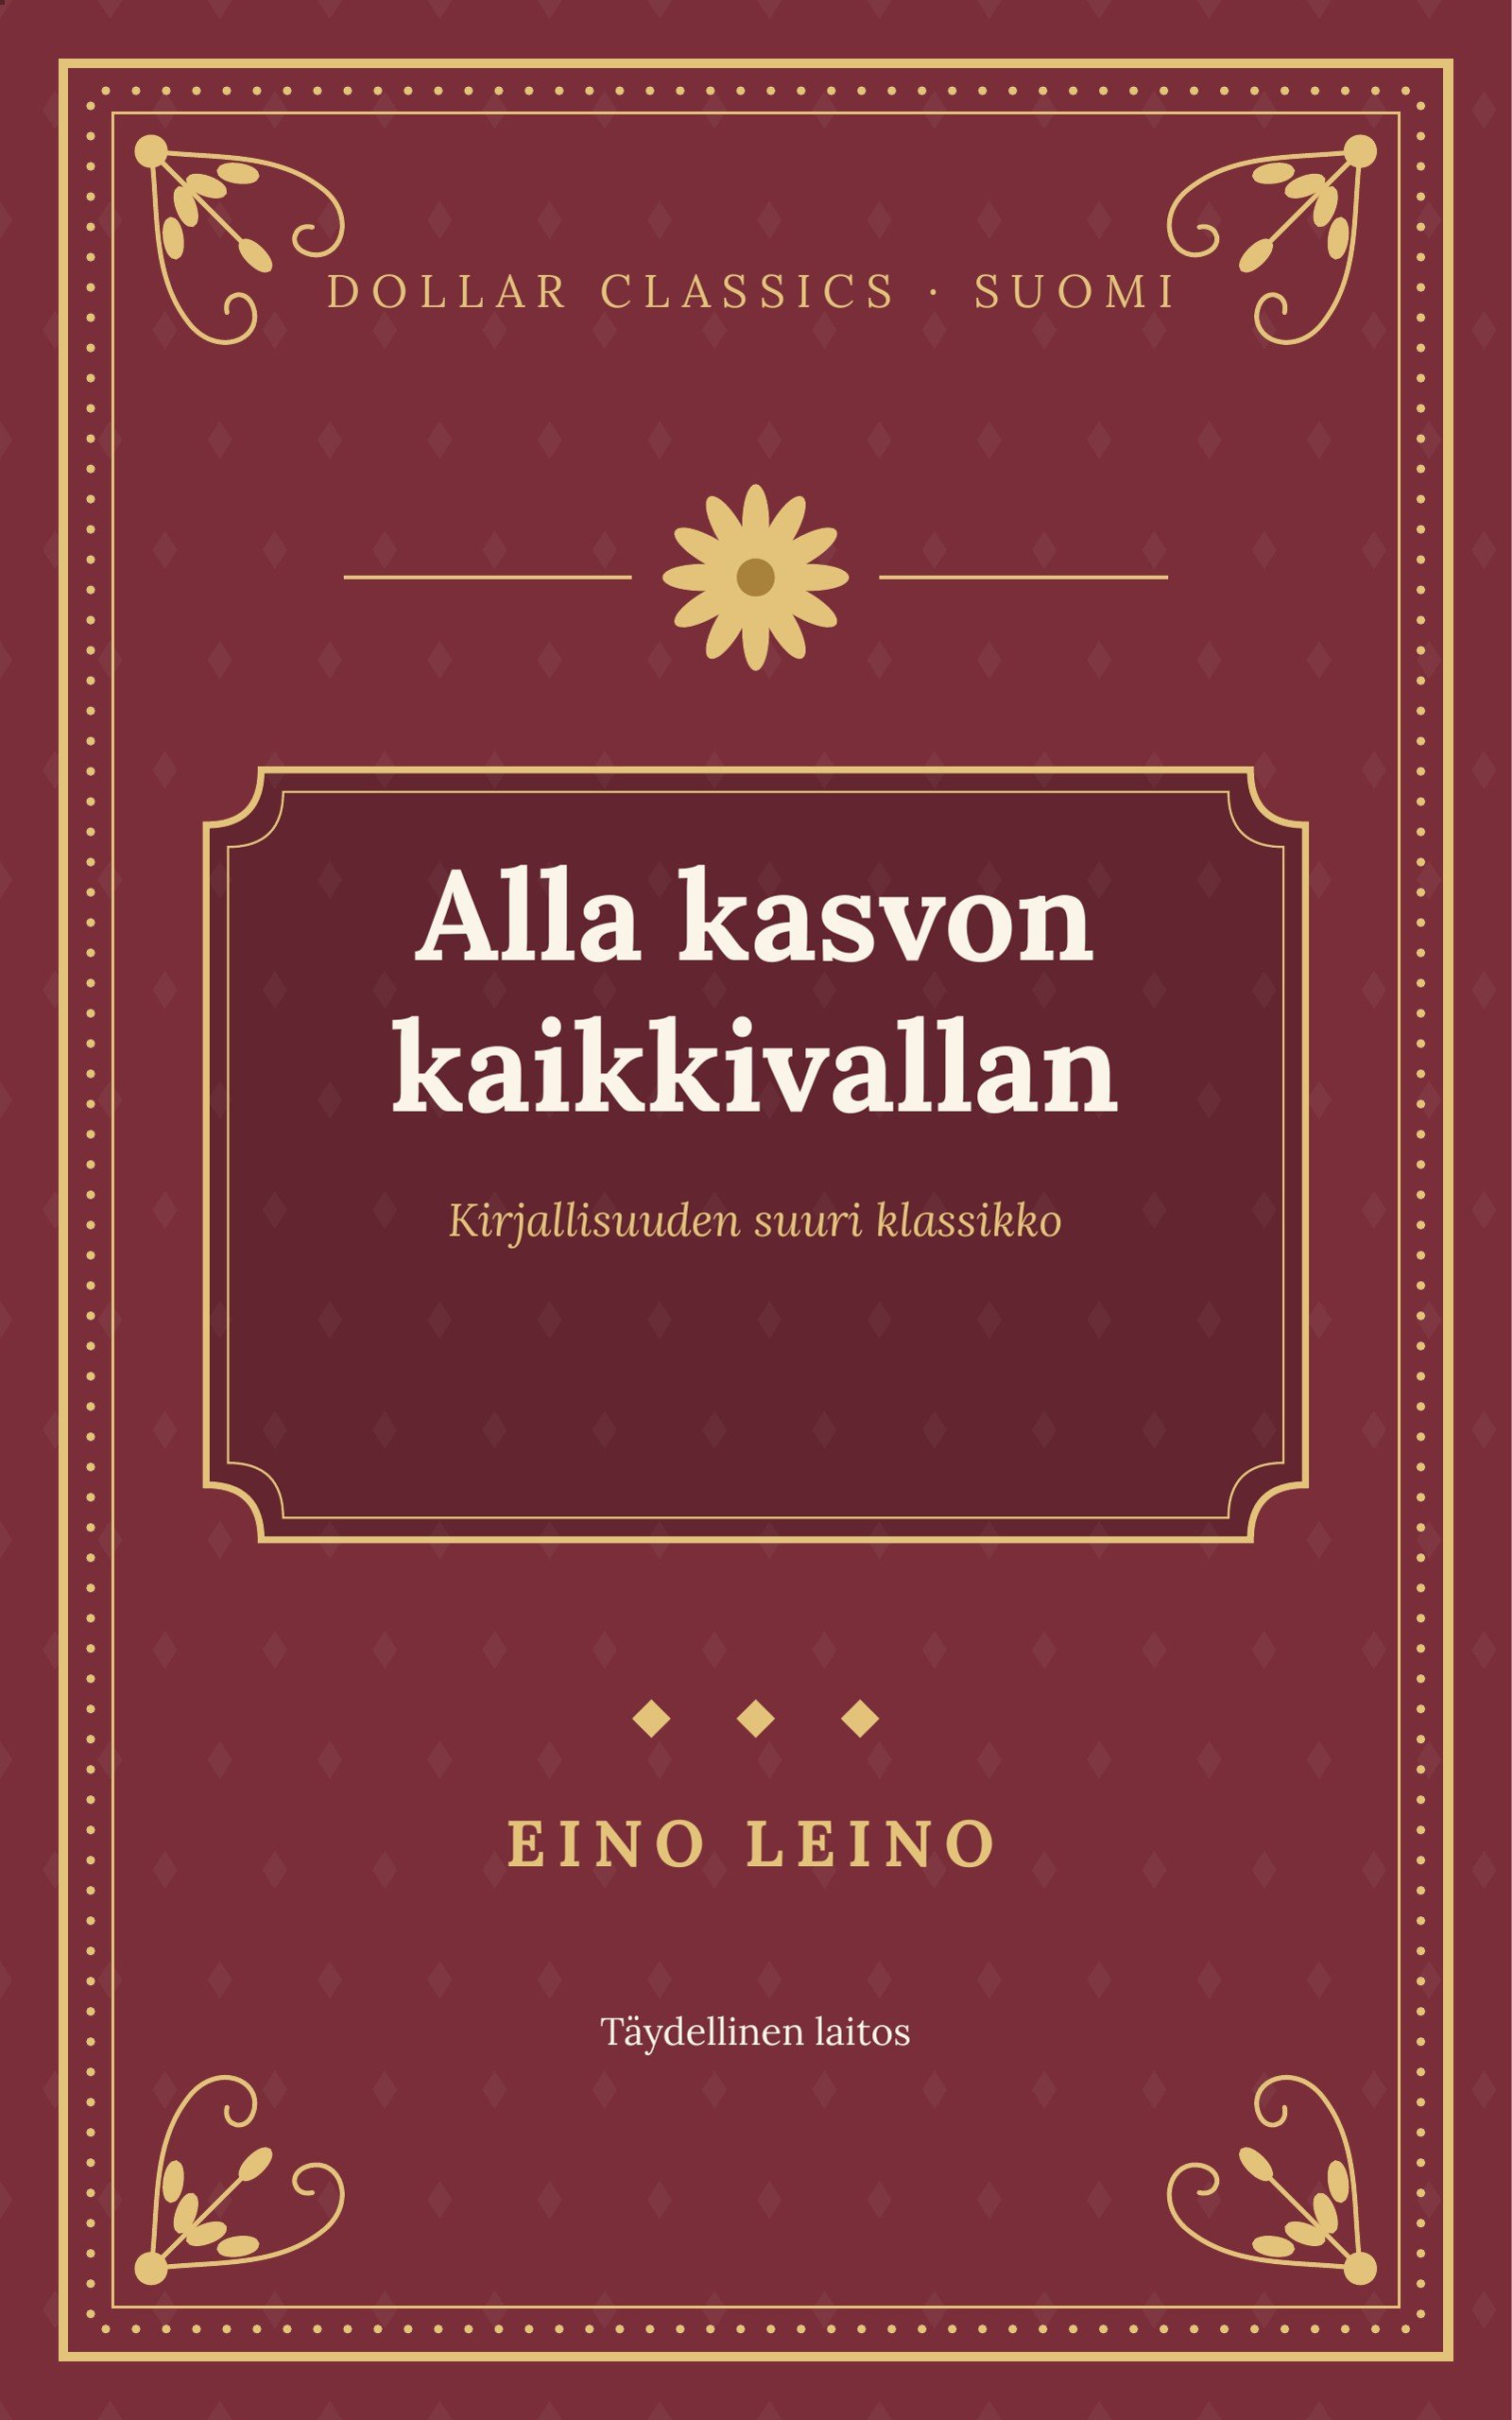 DOLLAR CLASSICS · SUOMI
Alla kasvon
kaikkivallan
Kirjallisuuden suuri klassikko
EINO LEINO
Täydellinen laitos